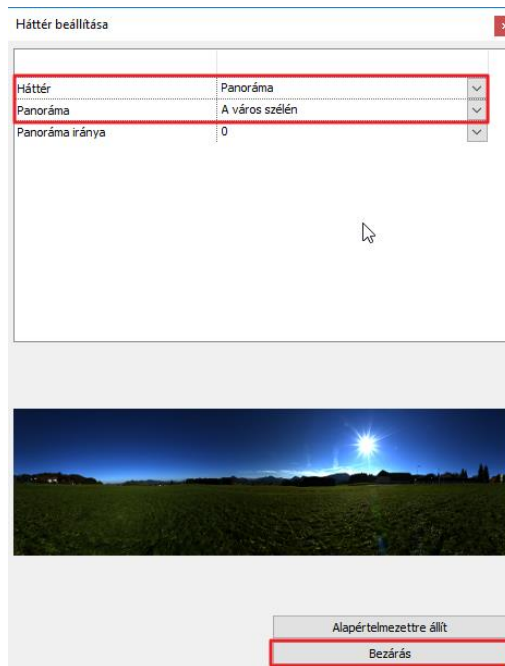 Háttér beállítása
Háttér Panoráma
Panoráma A város szélén
Panoráma iránya 0
Alapértelmezettre állít
Bezárás